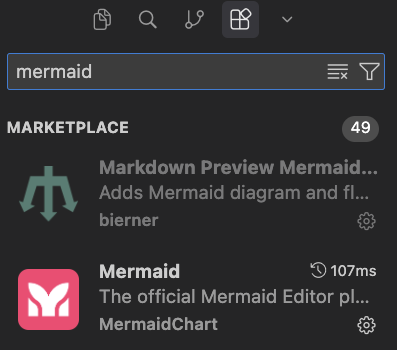 mermaid
MARKETPLACE 49
Markdown Preview Mermaid...
Adds Mermaid diagram and fl...
bierner
Mermaid 107ms
The official Mermaid Editor pl...
MermaidChart